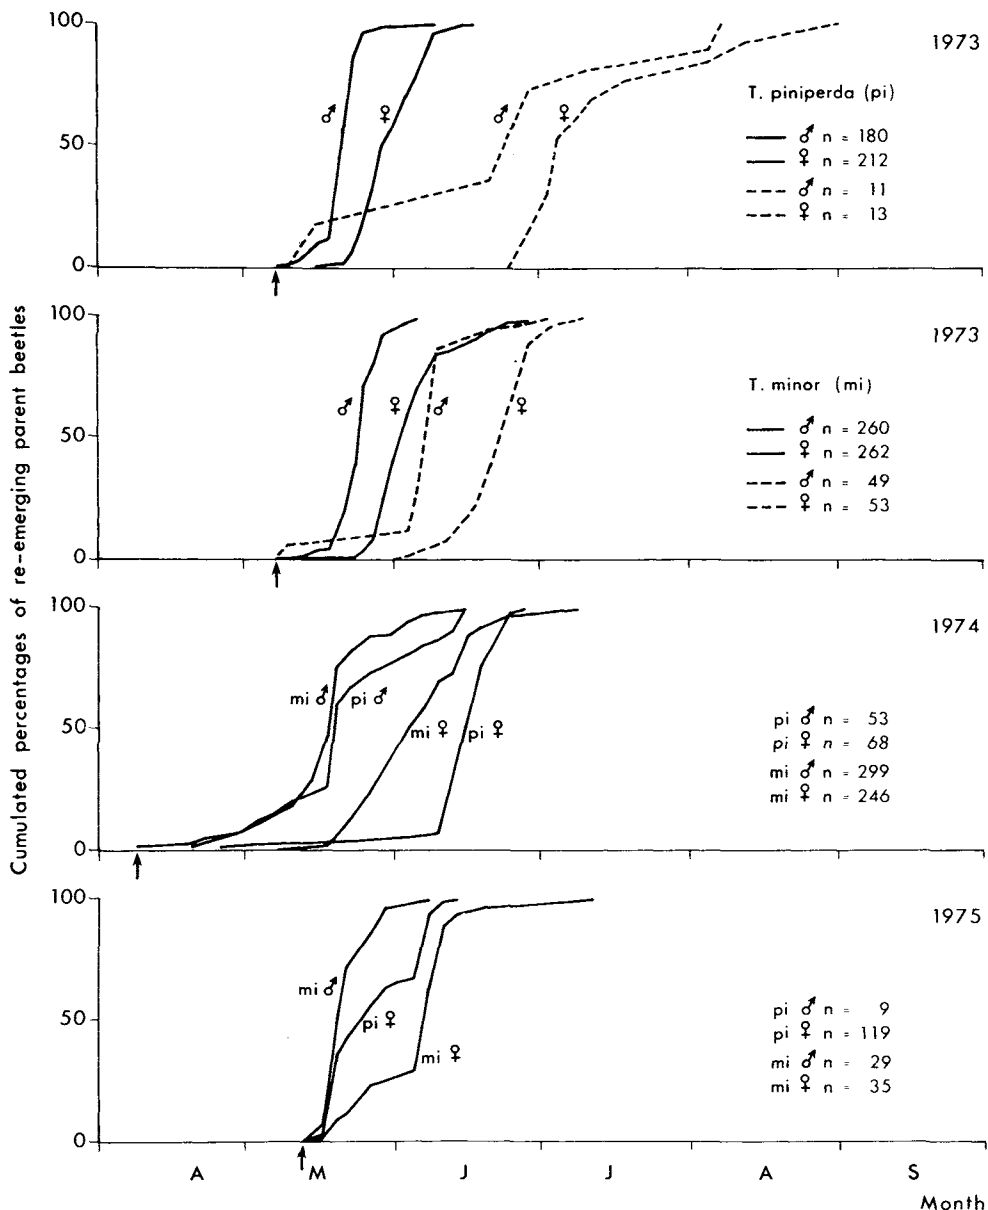 Cumulated percentages of re-emerging parent beetles
100
50
0
1973
♂
♀
♂
♀
T. piniperda (pi)
♂ n = 180
♀ n = 212
♂ n = 11
♀ n = 13
100
50
0
1973
♂
♀
♂
♀
T. minor (mi)
♂ n = 260
♀ n = 262
♂ n = 49
♀ n = 53
100
50
0
1974
mi ♂
pi ♂
mi ♀
pi ♀
pi ♂ n = 53
pi ♀ n = 68
mi ♂ n = 299
mi ♀ n = 246
100
50
0
1975
mi ♂
pi ♀
mi ♀
pi ♂ n = 9
pi ♀ n = 119
mi ♂ n = 29
mi ♀ n = 35
A M J J A S
Month